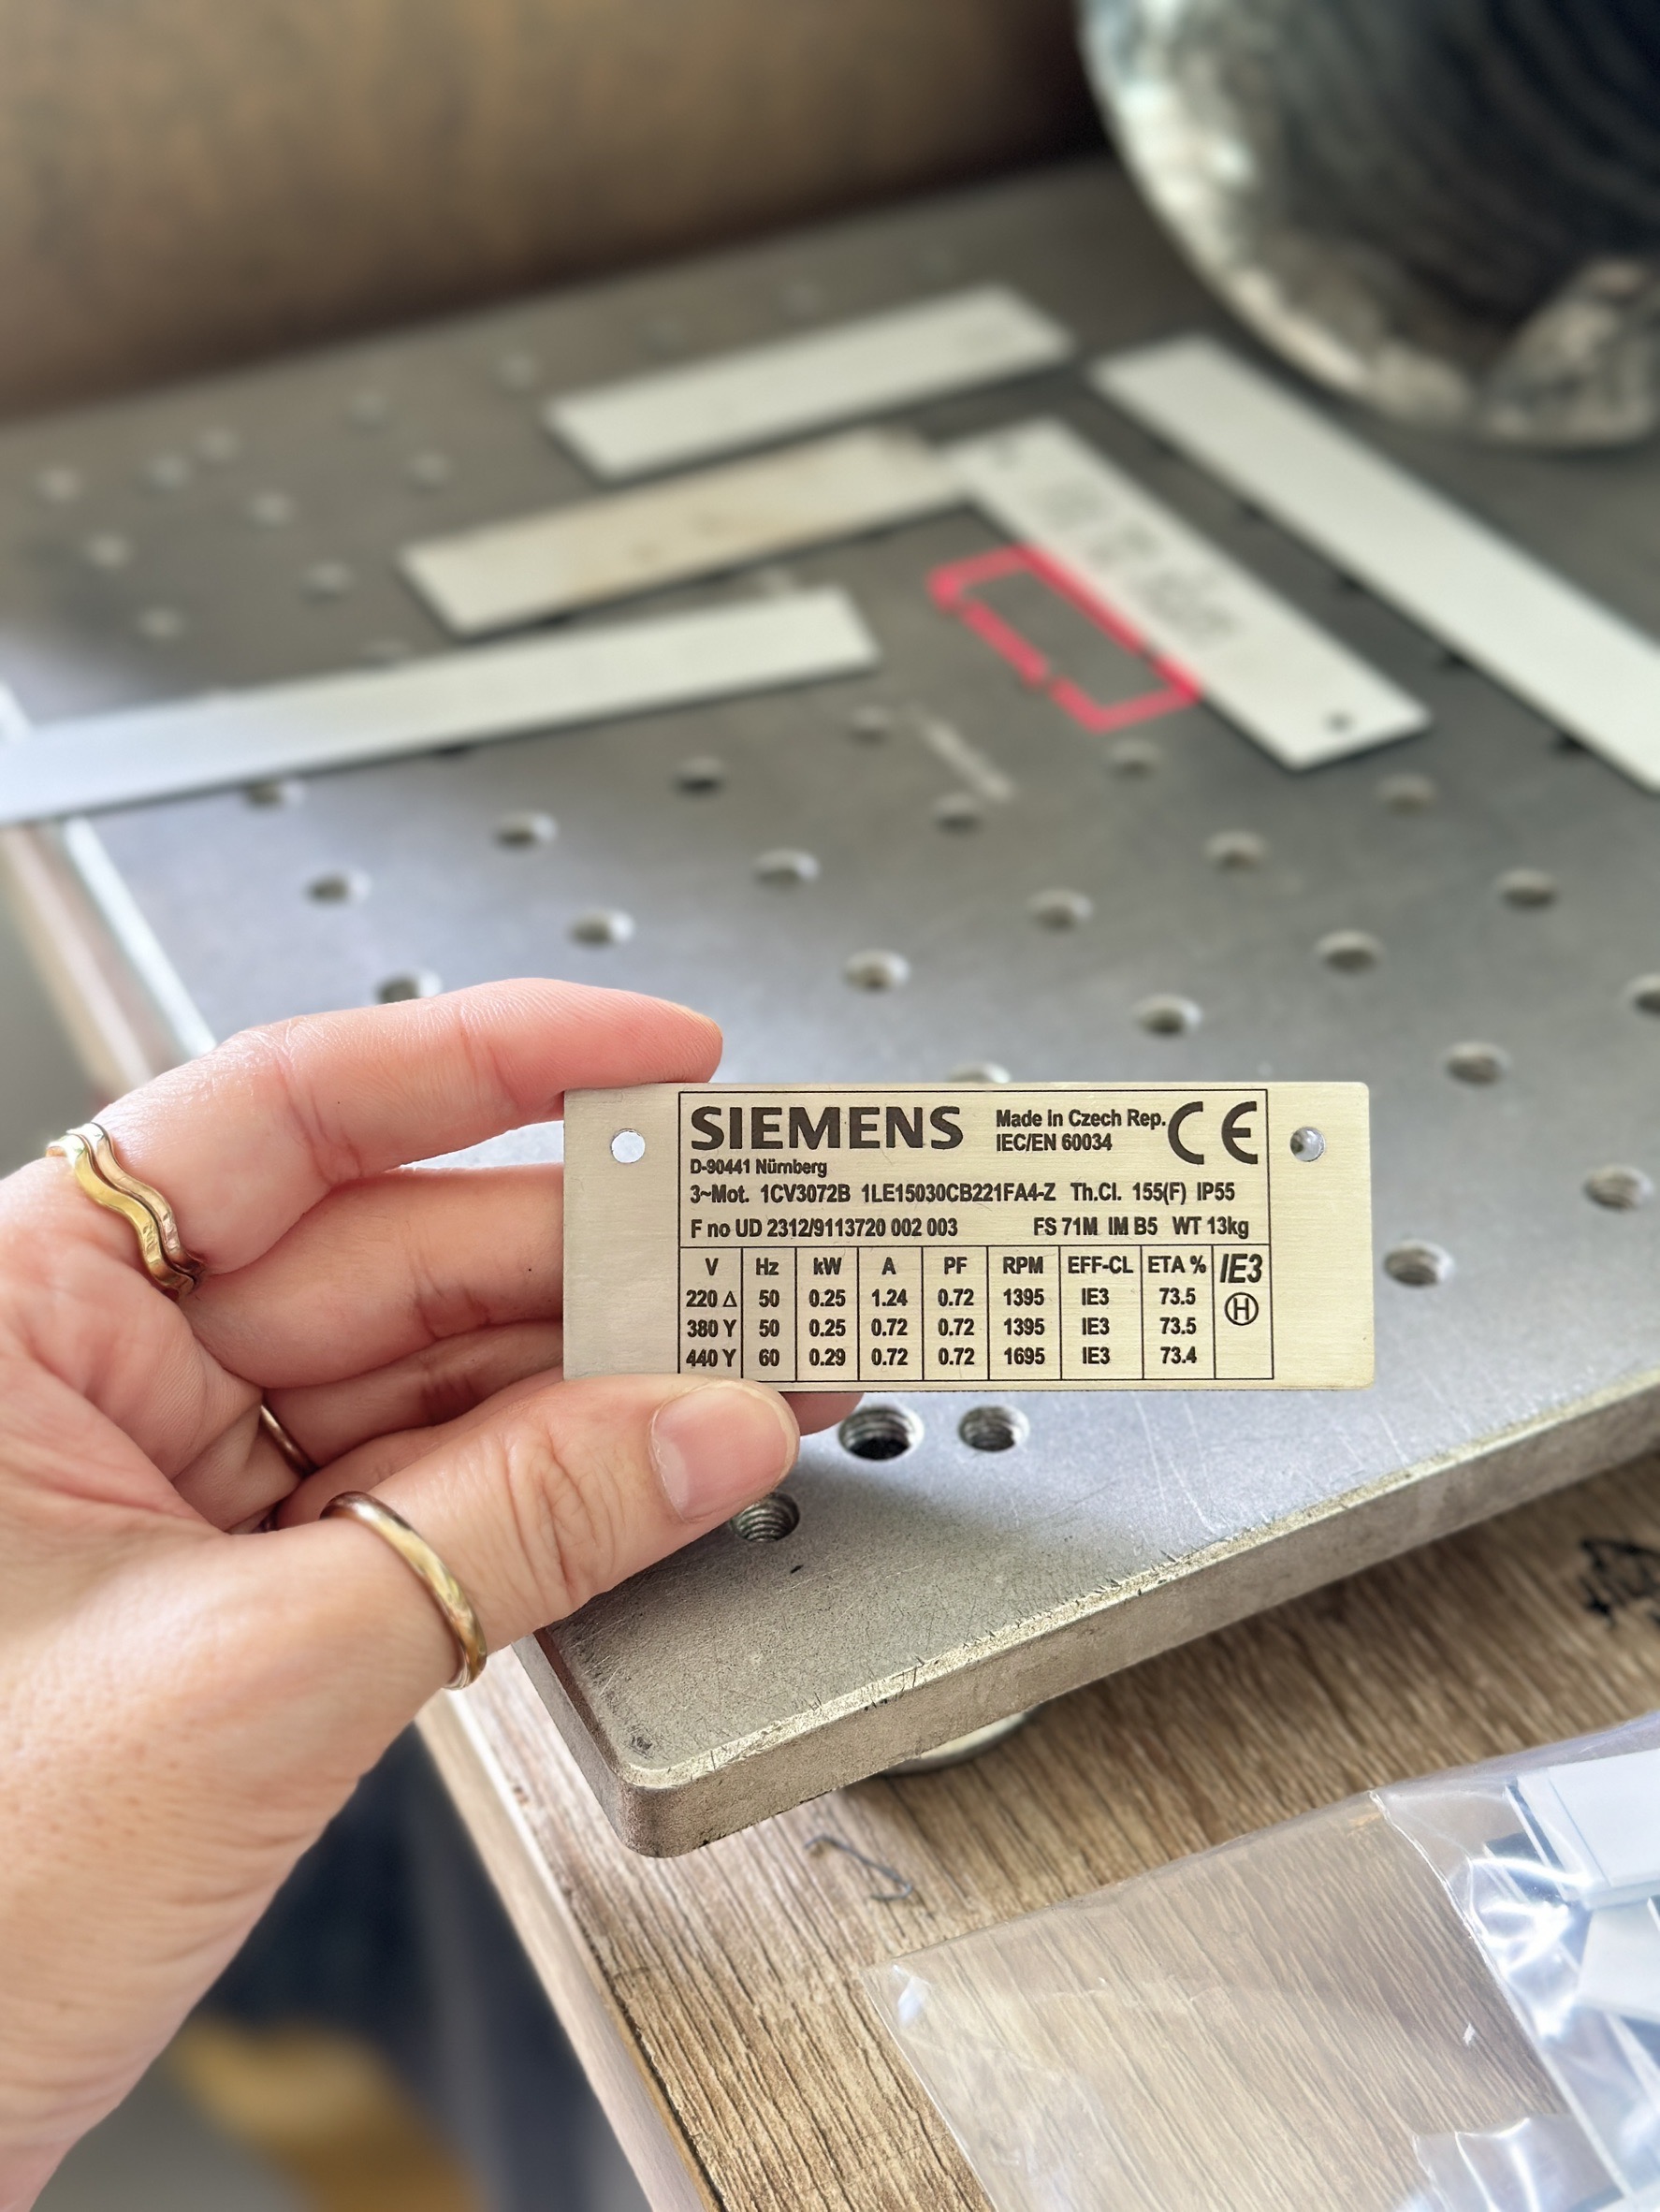 SIEMENS
Made in Czech Rep.
IEC/EN 60034
CE
D-90441 Nürnberg
3~Mot. 1CV3072B 1LE15030CB221FA4-Z Th.Cl. 155(F) IP55
F no UD 2312/9113720 002 003 FS 71M IM B5 WT 13kg
V Hz kW A PF RPM EFF-CL ETA % IE3
220 Δ 50 0.25 1.24 0.72 1395 IE3 73.5 Ⓗ
380 Y 50 0.25 0.72 0.72 1395 IE3 73.5
440 Y 60 0.29 0.72 0.72 1695 IE3 73.4